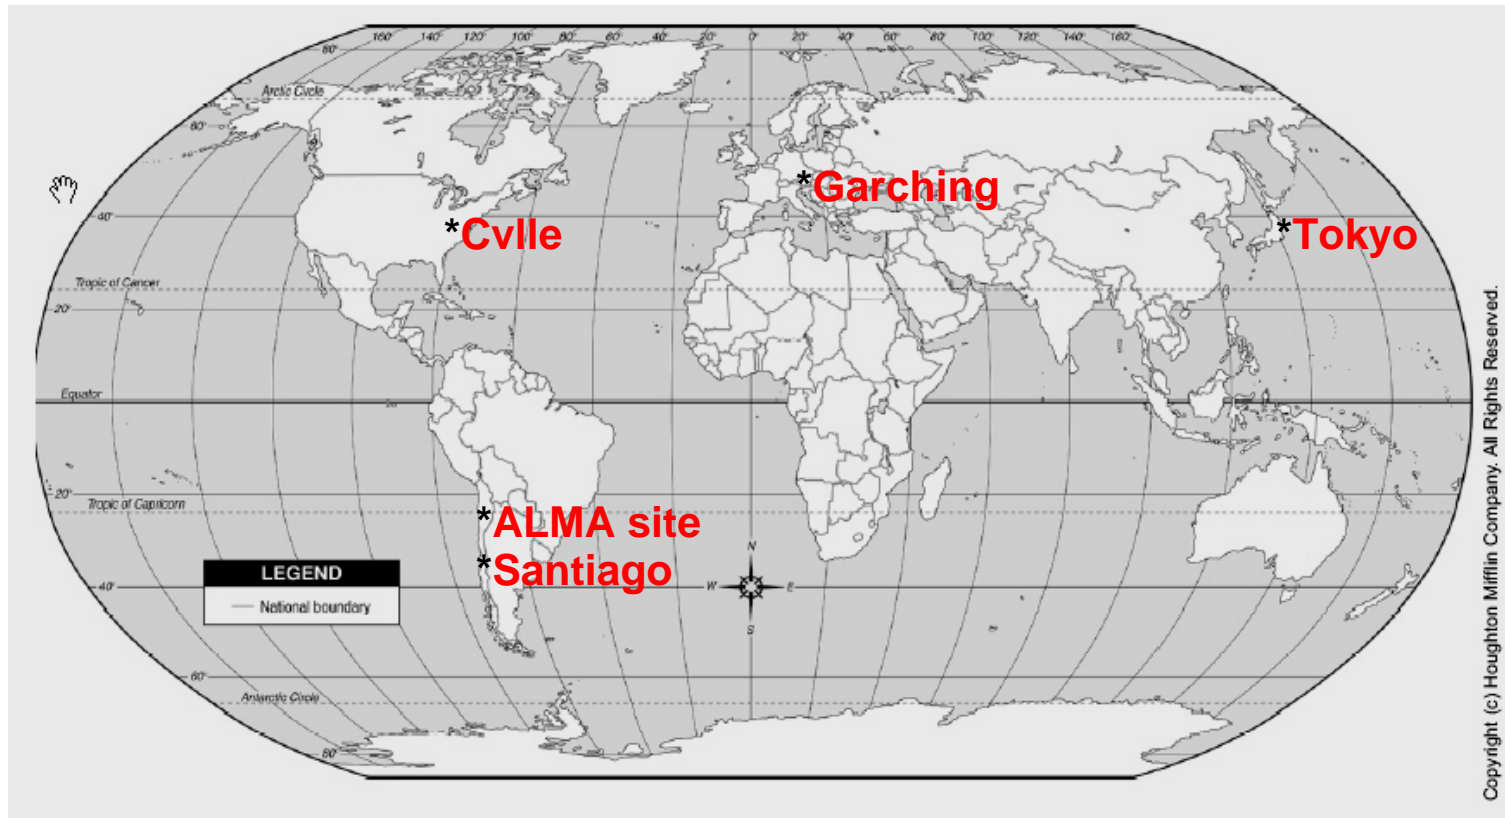 160° 140° 120° 100° 80° 60° 40° 20° 0° 20° 40° 60° 80° 100° 120° 140° 160°
80°
Arctic Circle
60°
*Garching
40°
*Cvlle
*Tokyo
Tropic of Cancer
20°
Equator
20°
Tropic of Capricorn
*ALMA site
*Santiago
LEGEND
National boundary
N
W E
S
40°
60°
Antarctic Circle
80°
Copyright (c) Houghton Mifflin Company. All Rights Reserved.